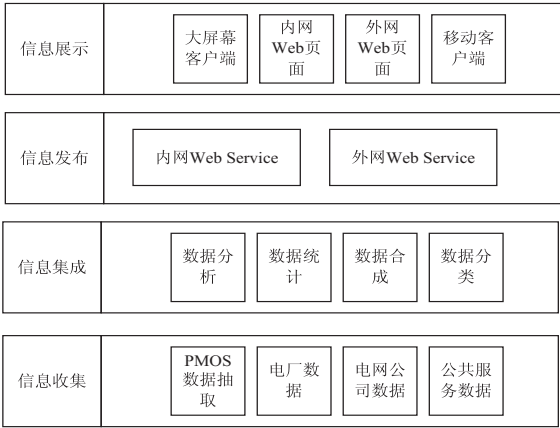 信息展示
大屏幕
客户端
内网
Web页
面
外网
Web页
面
移动客
户端
信息发布
内网Web Service
外网Web Service
信息集成
数据分
析
数据统
计
数据合
成
数据分
类
信息收集
PMOS
数据抽
取
电厂数
据
电网公
司数据
公共服
务数据